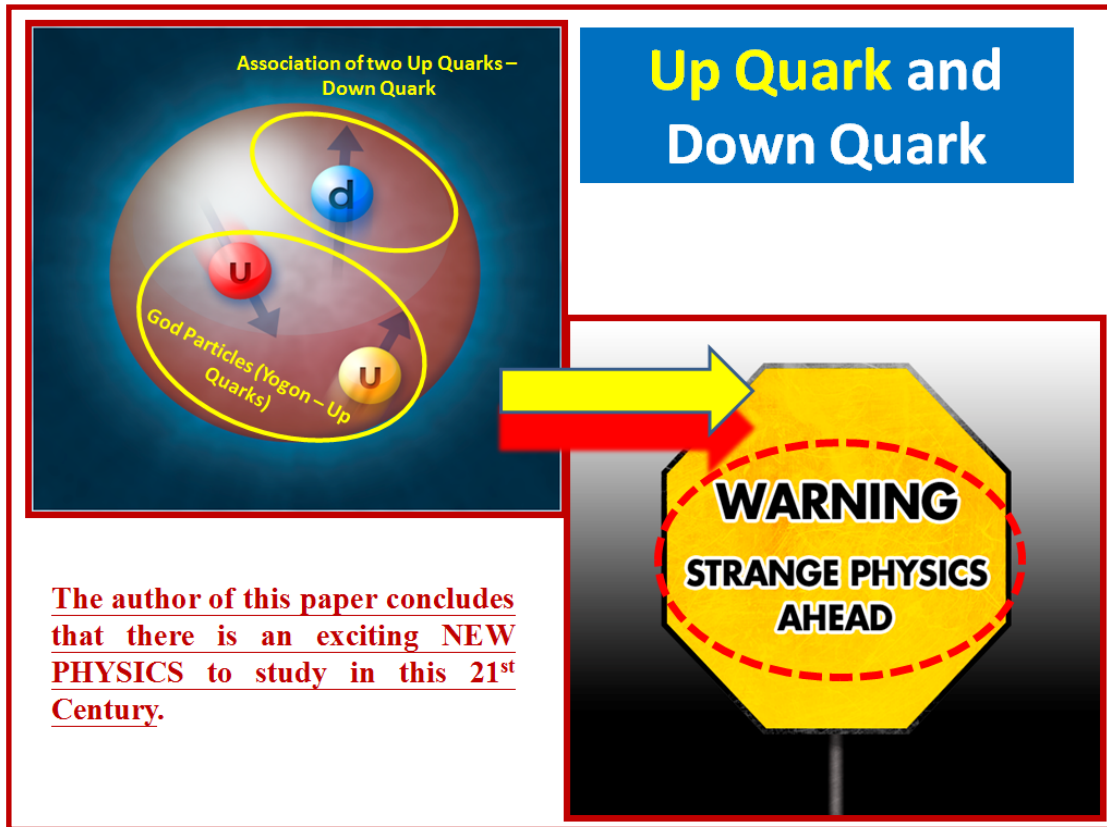 Association of two Up Quarks –
Down Quark
d
u
u
God Particles (Yogon – Up
Quarks)
Up Quark and
Down Quark
WARNING
STRANGE PHYSICS
AHEAD
The author of this paper concludes
that there is an exciting NEW
PHYSICS to study in this 21st
Century.